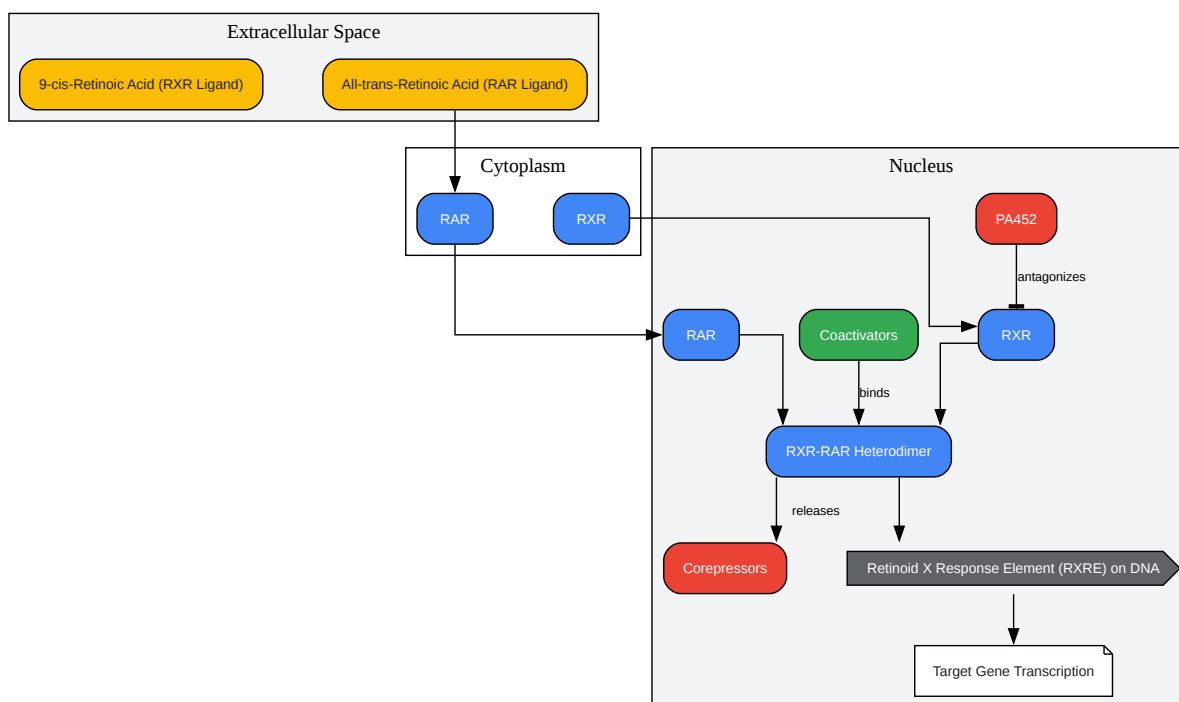 Extracellular Space
9-cis-Retinoic Acid (RXR Ligand)
All-trans-Retinoic Acid (RAR Ligand)
Cytoplasm
RAR
RXR
Nucleus
PA452
antagonizes
RAR
Coactivators
RXR
binds
RXR-RAR Heterodimer
releases
Corepressors
Retinoid X Response Element (RXRE) on DNA
Target Gene Transcription